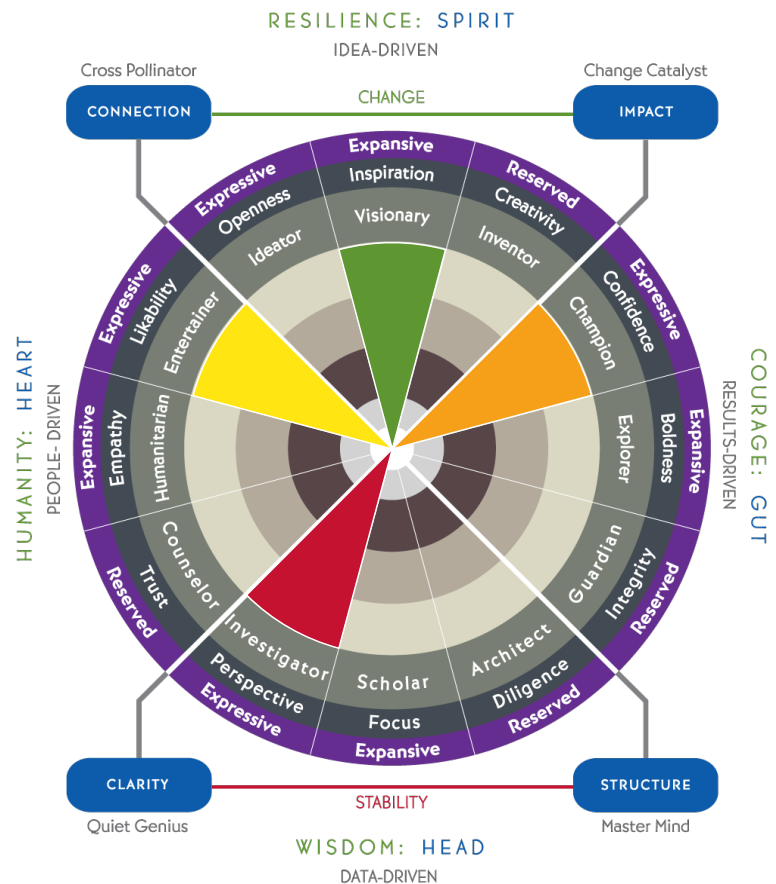 RESILIENCE: SPIRIT
IDEA-DRIVEN
Cross Pollinator
Change Catalyst
CONNECTION
CHANGE
IMPACT
Expansive
Inspiration
Visionary
Reserved
Creativity
Inventor
Expressive
Confidence
Champion
Expansive
Boldness
Explorer
Reserved
Integrity
Guardian
Reserved
Diligence
Architect
Expansive
Focus
Scholar
Expressive
Perspective
Investigator
Reserved
Trust
Counselor
Expansive
Empathy
Humanitarian
Expressive
Likability
Entertainer
Expressive
Openness
Ideator
HUMANITY: HEART
PEOPLE- DRIVEN
COURAGE: GUT
RESULTS-DRIVEN
CLARITY
STABILITY
STRUCTURE
Quiet Genius
Master Mind
WISDOM: HEAD
DATA-DRIVEN